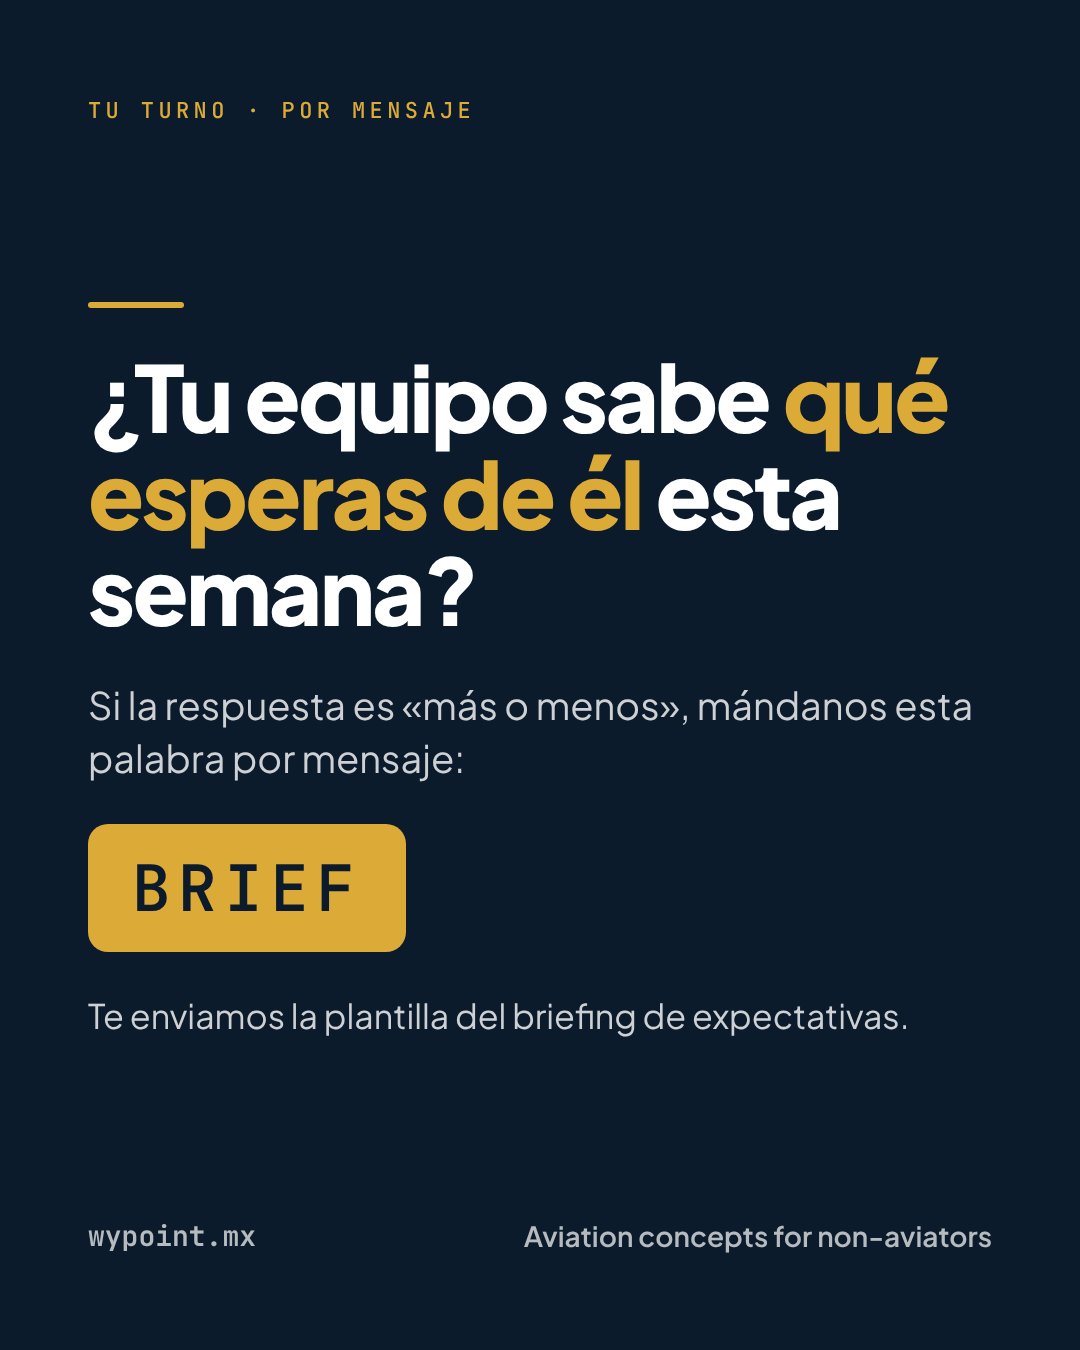 TU TURNO · POR MENSAJE
¿Tu equipo sabe qué
esperas de él esta
semana?
Si la respuesta es «más o menos», mándanos esta
palabra por mensaje:
BRIEF
Te enviamos la plantilla del briefing de expectativas.
wypoint.mx
Aviation concepts for non-aviators